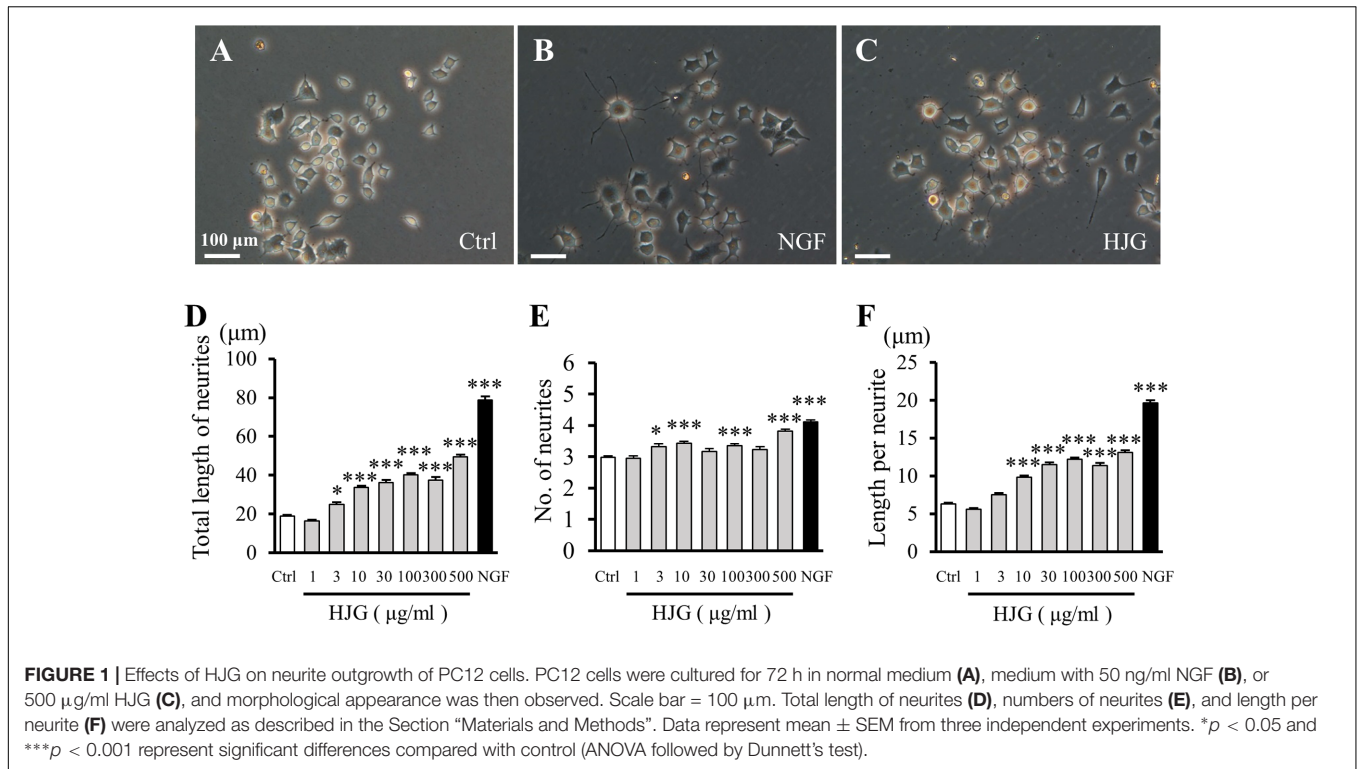 A
B
C
100 μm
Ctrl
NGF
HJG
D
(μm)
Total length of neurites
100
80
60
40
20
0
*
***
***
***
***
***
***
Ctrl 1 3 10 30 100 300 500 NGF
HJG ( μg/ml )
E
No. of neurites
6
5
4
3
2
1
0
*
***
***
***
***
Ctrl 1 3 10 30 100 300 500 NGF
HJG ( μg/ml )
F
(μm)
Length per neurite
25
20
15
10
5
0
***
***
***
***
***
***
Ctrl 1 3 10 30 100 300 500 NGF
HJG ( μg/ml )
FIGURE 1 | Effects of HJG on neurite outgrowth of PC12 cells. PC12 cells were cultured for 72 h in normal medium (A), medium with 50 ng/ml NGF (B), or
500 μg/ml HJG (C), and morphological appearance was then observed. Scale bar = 100 μm. Total length of neurites (D), numbers of neurites (E), and length per
neurite (F) were analyzed as described in the Section “Materials and Methods”. Data represent mean ± SEM from three independent experiments. *p < 0.05 and
***p < 0.001 represent significant differences compared with control (ANOVA followed by Dunnett’s test).